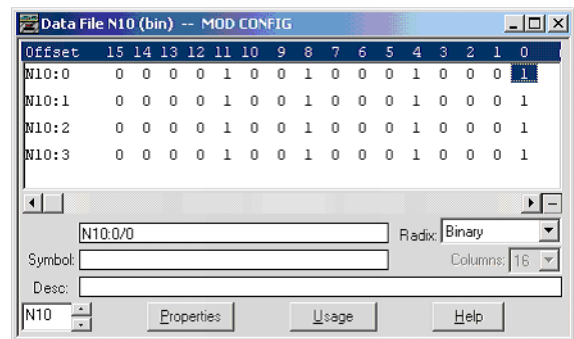 Data File N10 (bin) -- MOD CONFIG
Offset 15 14 13 12 11 10 9 8 7 6 5 4 3 2 1 0
N10:0 0 0 0 0 1 0 0 1 0 0 0 1 0 0 0 1
N10:1 0 0 0 0 1 0 0 1 0 0 0 1 0 0 0 1
N10:2 0 0 0 0 1 0 0 1 0 0 0 1 0 0 0 1
N10:3 0 0 0 0 1 0 0 1 0 0 0 1 0 0 0 1
N10:0/0 Radix: Binary
Symbol: Columns: 16
Desc:
N10 Properties Usage Help